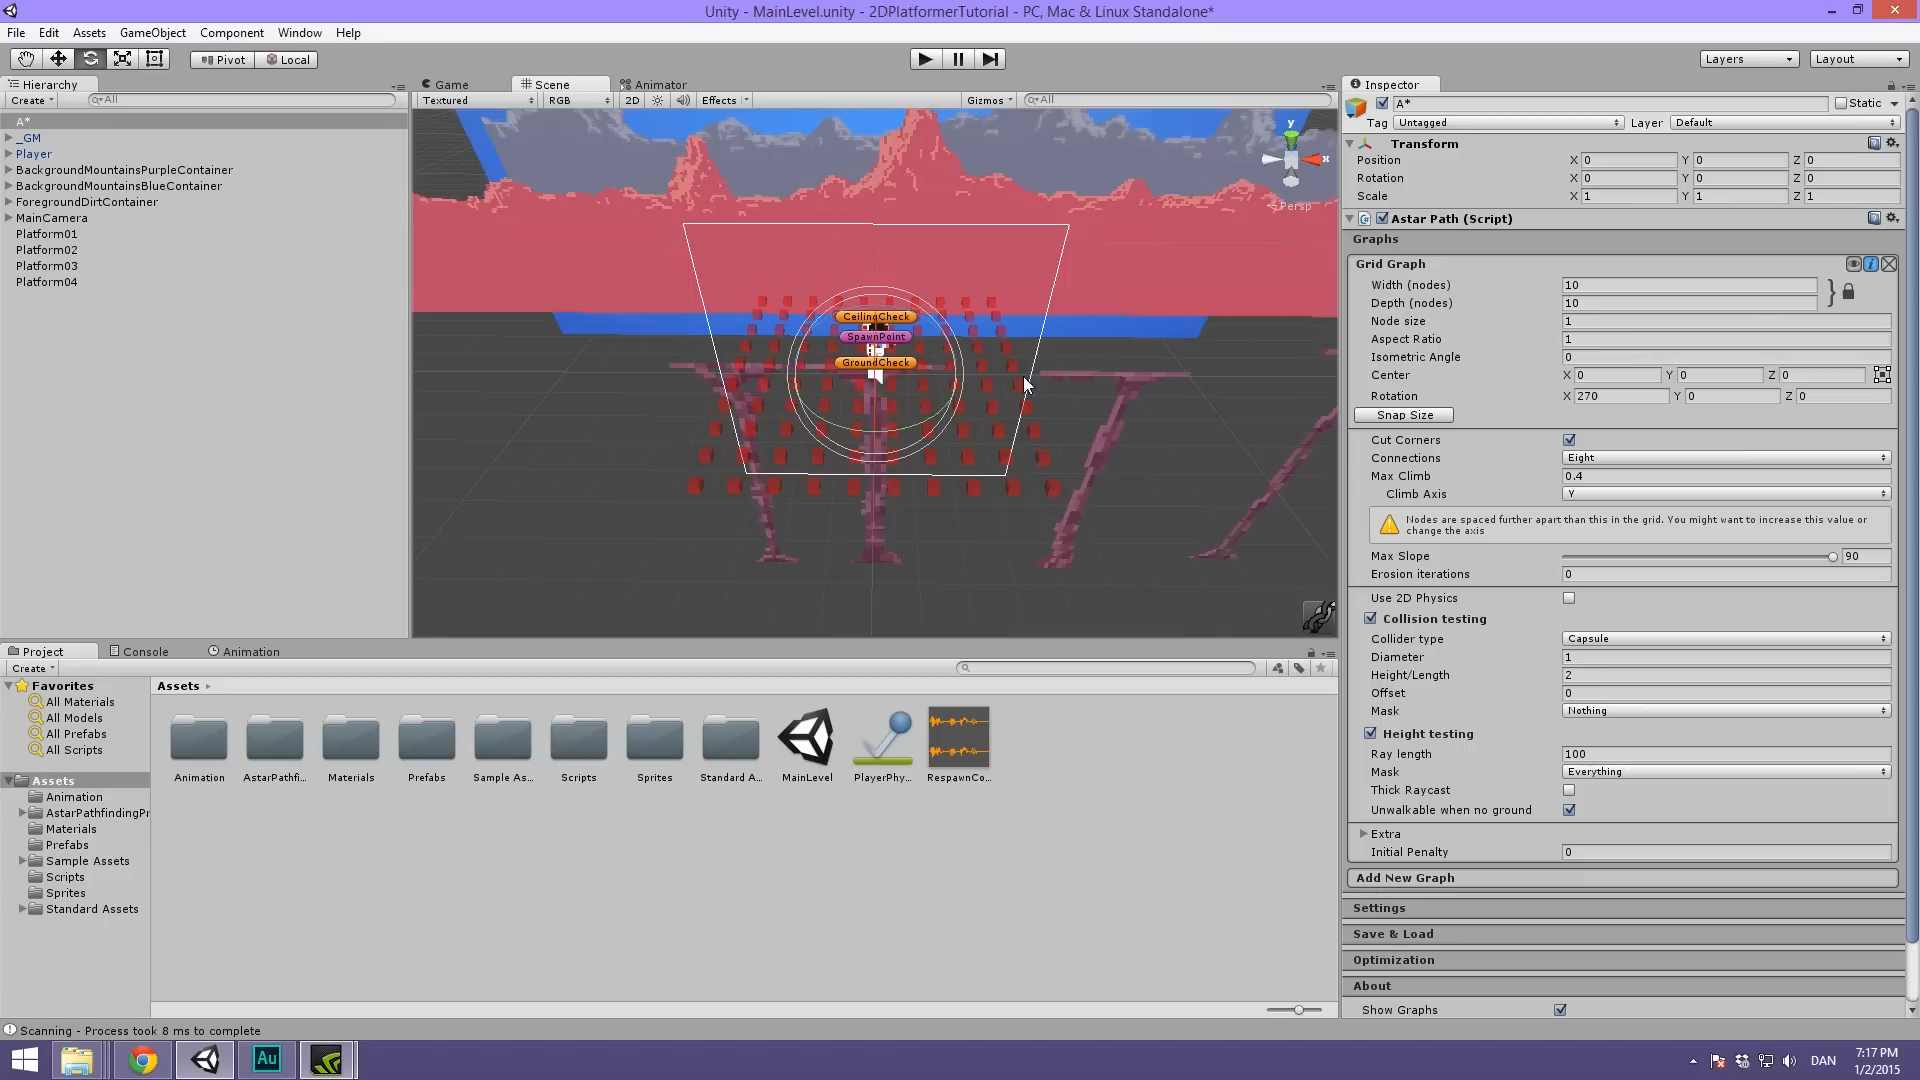 Unity - MainLevel.unity - 2DPlatformerTutorial - PC, Mac & Linux Standalone*
File Edit Assets GameObject Component Window Help
Pivot Local
Layers Layout
Hierarchy
Create All
A*
_GM
Player
BackgroundMountainsPurpleContainer
BackgroundMountainsBlueContainer
ForegroundDirtContainer
MainCamera
Platform01
Platform02
Platform03
Platform04
Game Scene Animator
Textured RGB 2D Effects Gizmos All
y
x
Persp
CeilingCheck
SpawnPoint
GroundCheck
Inspector
A* Static
Tag Untagged Layer Default
Transform
Position X 0 Y 0 Z 0
Rotation X 0 Y 0 Z 0
Scale X 1 Y 1 Z 1
Astar Path (Script)
Graphs
Grid Graph
Width (nodes) 10
Depth (nodes) 10
Node size 1
Aspect Ratio 1
Isometric Angle 0
Center X 0 Y 0 Z 0
Rotation X 270 Y 0 Z 0
Snap Size
Cut Corners
Connections Eight
Max Climb 0.4
Climb Axis Y
Nodes are spaced further apart than this in the grid. You might want to increase this value or
change the axis
Max Slope 90
Erosion iterations 0
Use 2D Physics
Collision testing
Collider type Capsule
Diameter 1
Height/Length 2
Offset 0
Mask Nothing
Height testing
Ray length 100
Mask Everything
Thick Raycast
Unwalkable when no ground
Extra
Initial Penalty 0
Add New Graph
Settings
Save & Load
Optimization
About
Show Graphs
Project Console Animation
Create
Favorites
All Materials
All Models
All Prefabs
All Scripts
Assets
Animation
AstarPathfindingPr
Materials
Prefabs
Sample Assets
Scripts
Sprites
Standard Assets
Assets
Animation AstarPathfi... Materials Prefabs Sample As... Scripts Sprites Standard A... MainLevel PlayerPhy... RespawnCo...
Scanning - Process took 8 ms to complete
Au
DAN
7:17 PM
1/2/2015